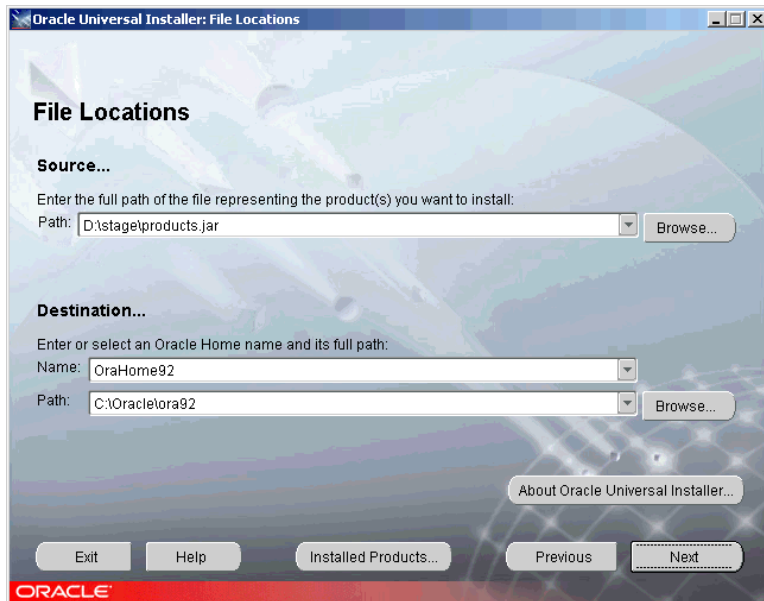 Oracle Universal Installer: File Locations
File Locations
Source...
Enter the full path of the file representing the product(s) you want to install:
Path: D:\stage\products.jar Browse...
Destination...
Enter or select an Oracle Home name and its full path:
Name: OraHome92
Path: C:\Oracle\ora92 Browse...
About Oracle Universal Installer...
Exit Help Installed Products... Previous Next
ORACLE